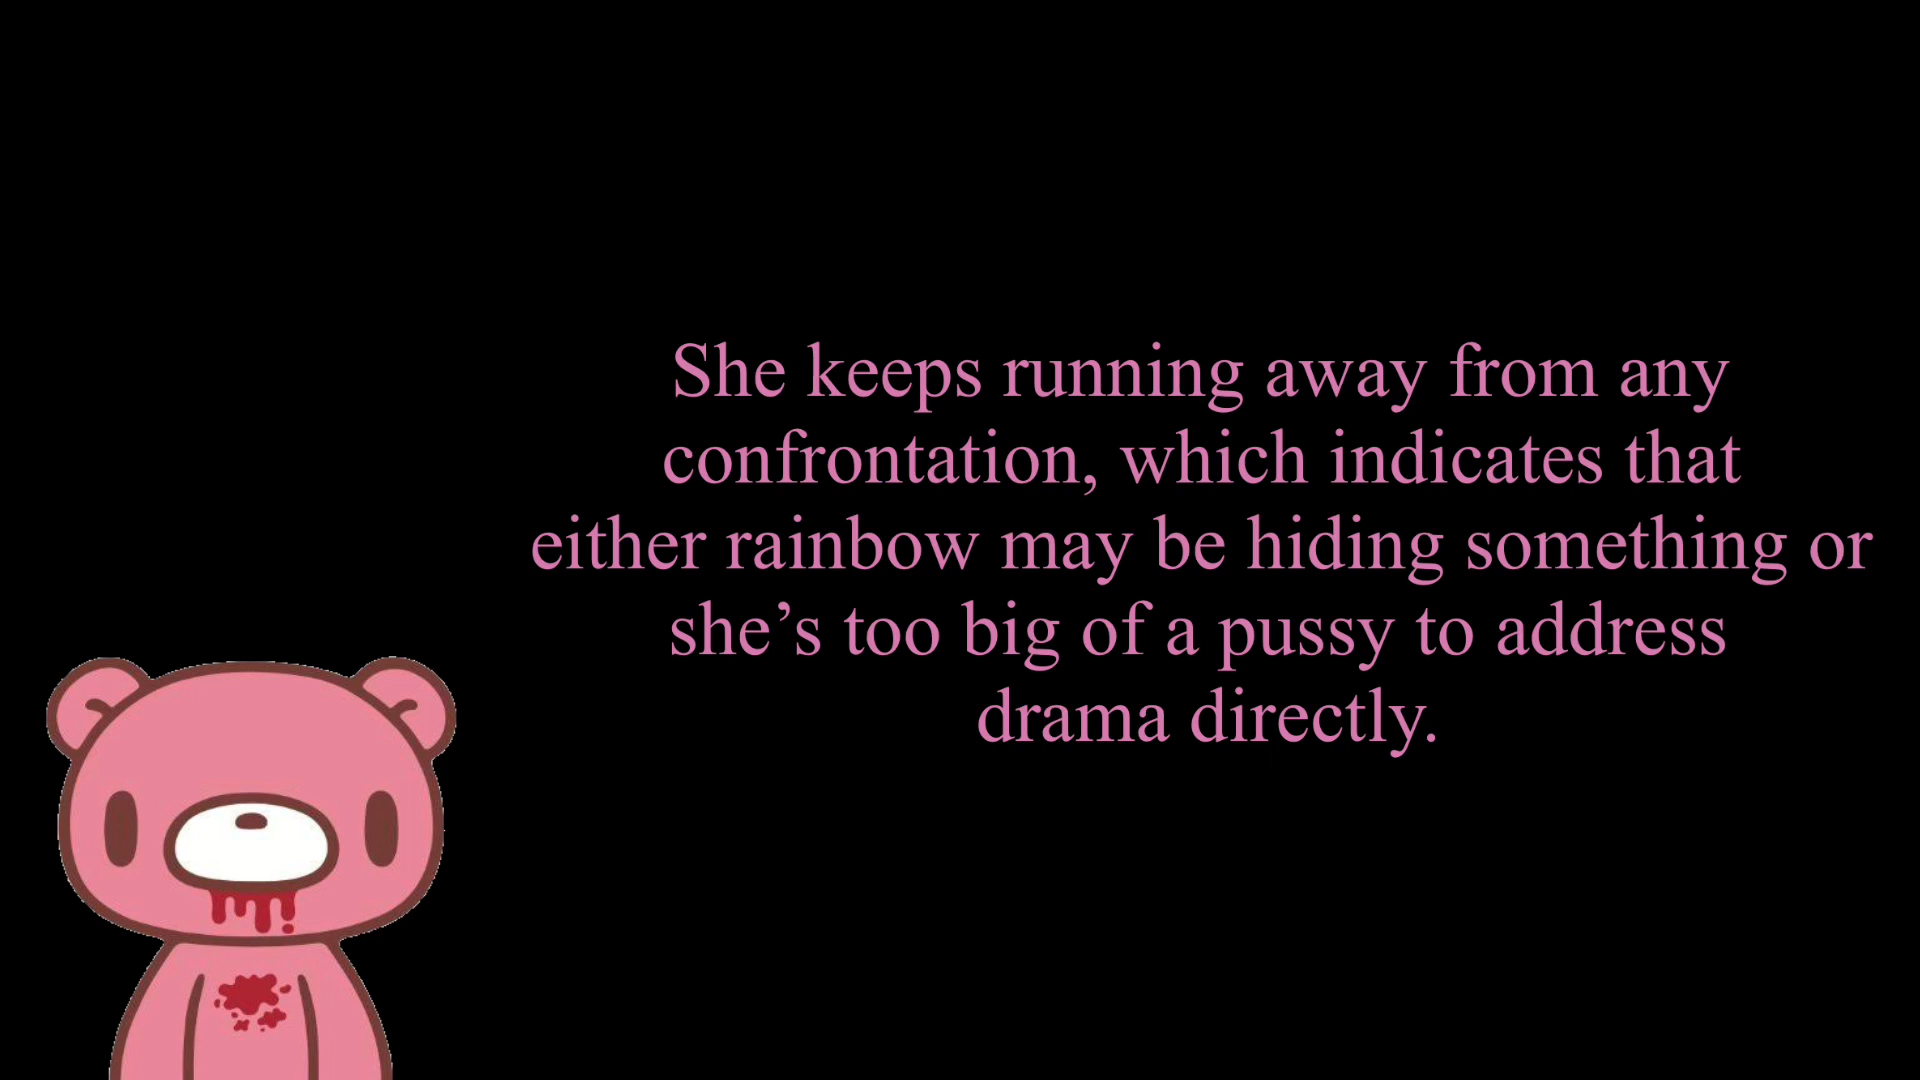 She keeps running away from any
confrontation, which indicates that
either rainbow may be hiding something or
she’s too big of a pussy to address
drama directly.